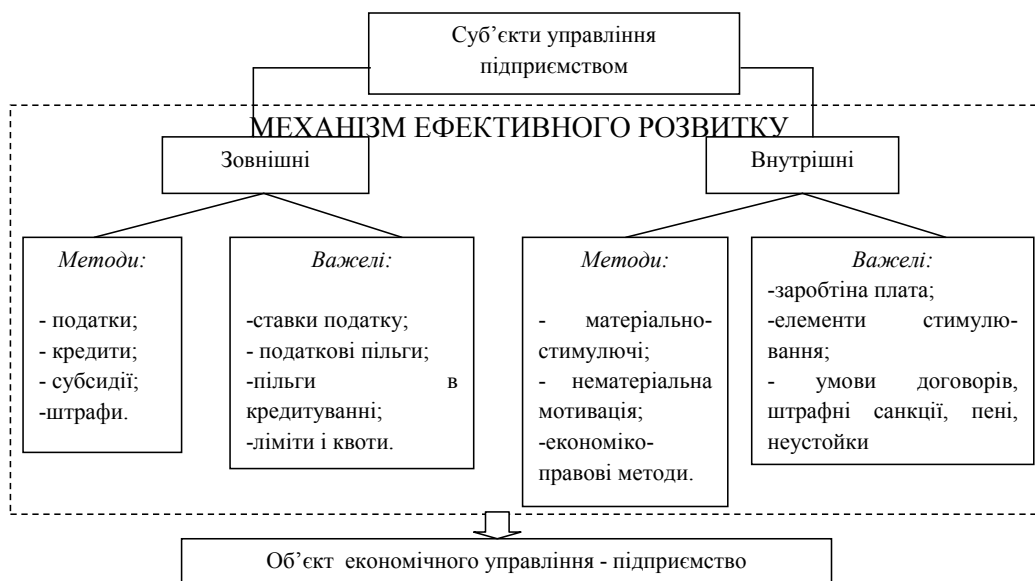 Суб’єкти управління
підприємством
МЕХАНІЗМ ЕФЕКТИВНОГО РОЗВИТКУ
Зовнішні
Внутрішні
Методи:
- податки;
- кредити;
- субсидії;
-штрафи.
Важелі:
-ставки податку;
- податкові пільги;
-пільги в
кредитуванні;
-ліміти і квоти.
Методи:
- матеріально-
стимулюючі;
- нематеріальна
мотивація;
-економіко-
правові методи.
Важелі:
-заробтіна плата;
-елементи стимулю-
вання;
- умови договорів,
штрафні санкції, пені,
неустойки
Об’єкт економічного управління - підприємство